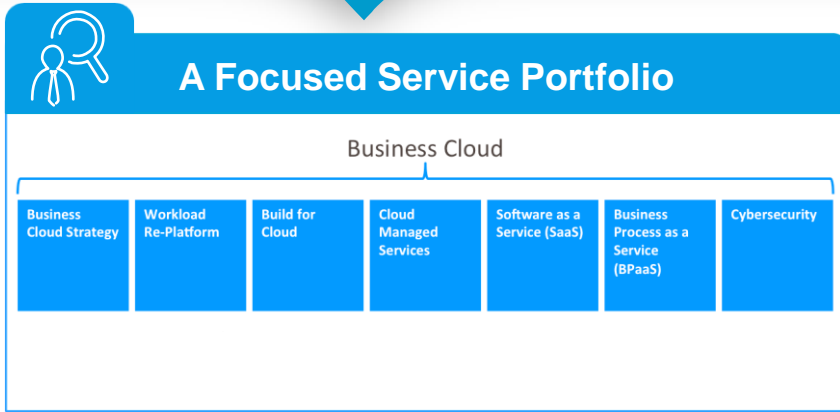 A Focused Service Portfolio
Business Cloud
Business
Cloud Strategy
Workload
Re-Platform
Build for
Cloud
Cloud
Managed
Services
Software as a
Service (SaaS)
Business
Process as a
Service
(BPaaS)
Cybersecurity